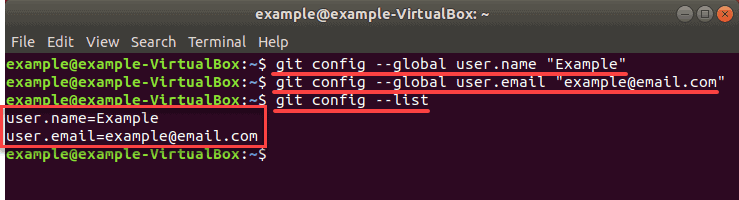 example@example-VirtualBox: ~
File Edit View Search Terminal Help
example@example-VirtualBox:~$ git config --global user.name "Example"
example@example-VirtualBox:~$ git config --global user.email "example@email.com"
example@example-VirtualBox:~$ git config --list
user.name=Example
user.email=example@email.com
example@example-VirtualBox:~$